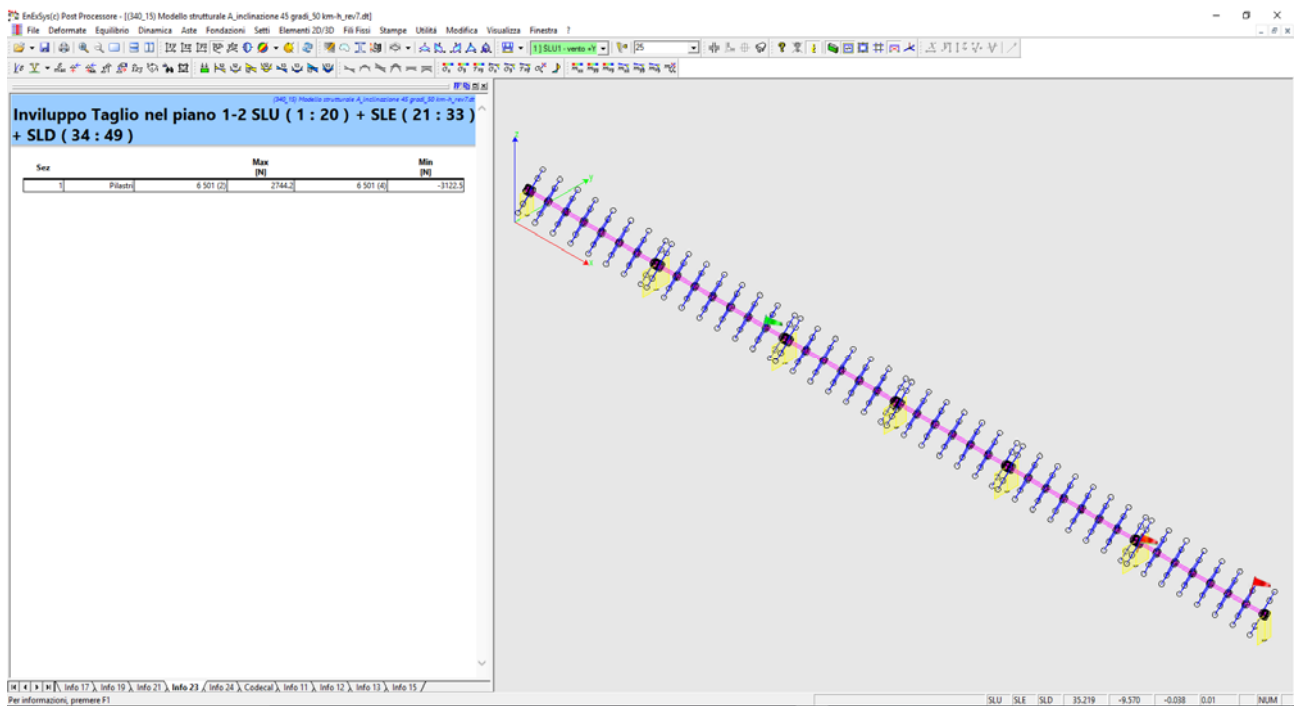 EnExSys(c) Post Processore - [(340_15) Modello strutturale A_inclinazione 45 gradi_50 km-h_rev7.dt]
File Deformate Equilibrio Dinamica Aste Fondazioni Setti Elementi 2D/3D Fili Fissi Stampe Utilità Modifica Visualizza Finestra ?
1] SLU1 - vento +Y 25
(340_15) Modello strutturale A_inclinazione 45 gradi_50 km-h_rev7.dt
Inviluppo Taglio nel piano 1-2 SLU ( 1 : 20 ) + SLE ( 21 : 33 )
+ SLD ( 34 : 49 )
Sez Max [N] Min [N]
1 Pilastri 6 501 (2) 2744.2 6 501 (4) -3122.5
z
y
x
Info 17 Info 19 Info 21 Info 23 Info 24 Codecal Info 11 Info 12 Info 13 Info 15
Per informazioni, premere F1 SLU SLE SLD 35.219 -9.570 -0.038 0.01 NUM